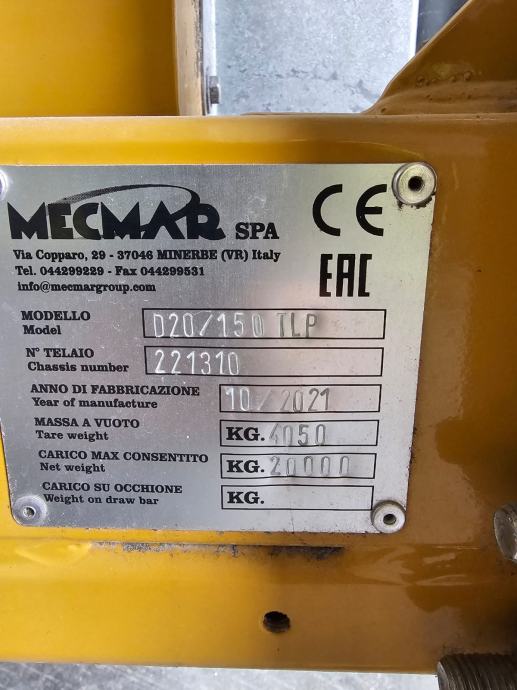 MECMAR SPA
CE
Via Copparo, 29 - 37046 MINERBE (VR) Italy
Tel. 044299229 - Fax 044299531
info@mecmargroup.com
EAC
MODELLO
Model
D20/150 TLP
N° TELAIO
Chassis number
221310
ANNO DI FABBRICAZIONE
Year of manufacture
10/2021
MASSA A VUOTO
Tare weight
KG. 4050
CARICO MAX CONSENTITO
Net weight
KG. 20000
CARICO SU OCCHIONE
Weight on draw bar
KG.